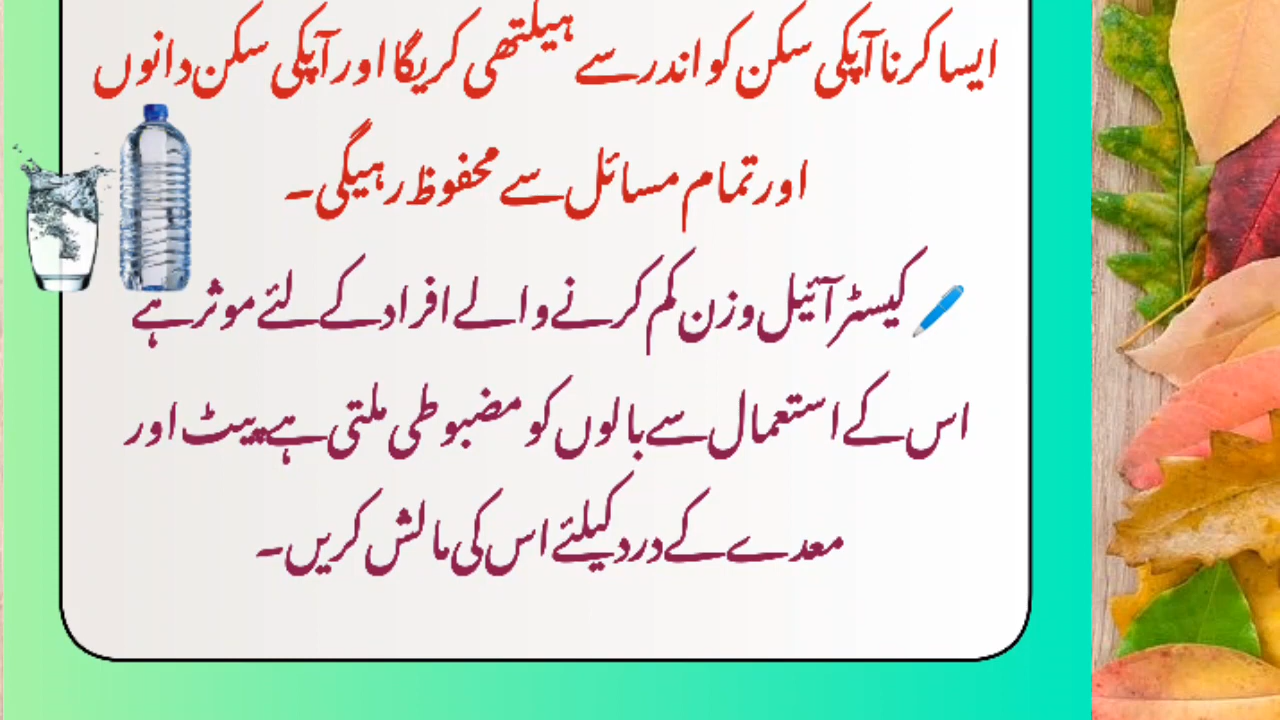 ایسا کرنا آپکی سکن کو اندر سے ہیلتھی کریگا اور آپکی سکن دانوں
اور تمام مسائل سے محفوظ رہیگی۔
کیسٹر آئیل وزن کم کرنے والے افراد کے لئے موثر ہے
اس کے استعمال سے بالوں کو مضبوطی ملتی ہے پیٹ اور
معدے کے درد کیلئے اس کی مالش کریں۔